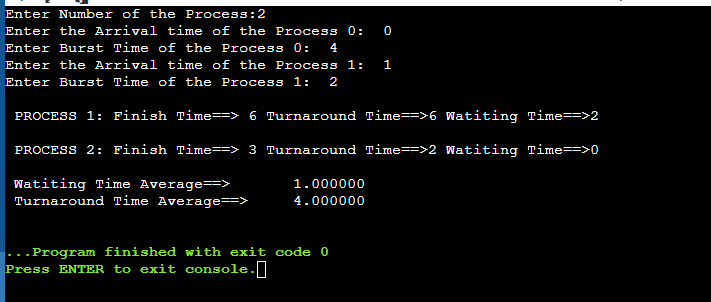 Enter Number of the Process:2
Enter the Arrival time of the Process 0:  0
Enter Burst Time of the Process 0:  4
Enter the Arrival time of the Process 1:  1
Enter Burst Time of the Process 1:  2
PROCESS 1: Finish Time==> 6 Turnaround Time==>6 Watiting Time==>2
PROCESS 2: Finish Time==> 3 Turnaround Time==>2 Watiting Time==>0
Watiting Time Average==>       1.000000
Turnaround Time Average==>     4.000000
...Program finished with exit code 0
Press ENTER to exit console.